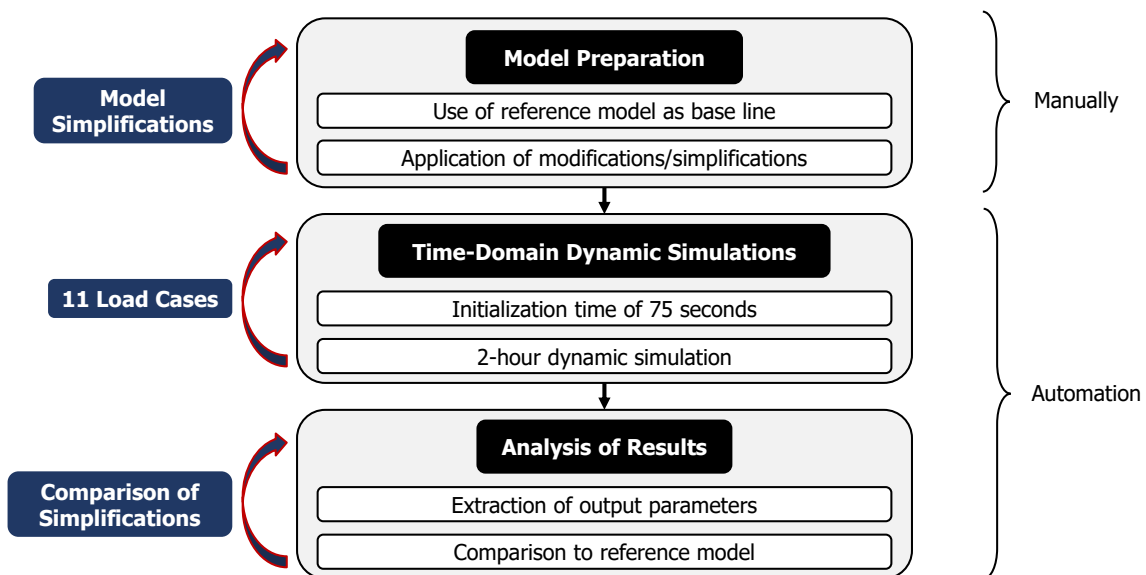 Model Preparation
Model
Simplifications
Use of reference model as base line
Application of modifications/simplifications
Manually
Time-Domain Dynamic Simulations
11 Load Cases
Initialization time of 75 seconds
2-hour dynamic simulation
Automation
Analysis of Results
Comparison of
Simplifications
Extraction of output parameters
Comparison to reference model